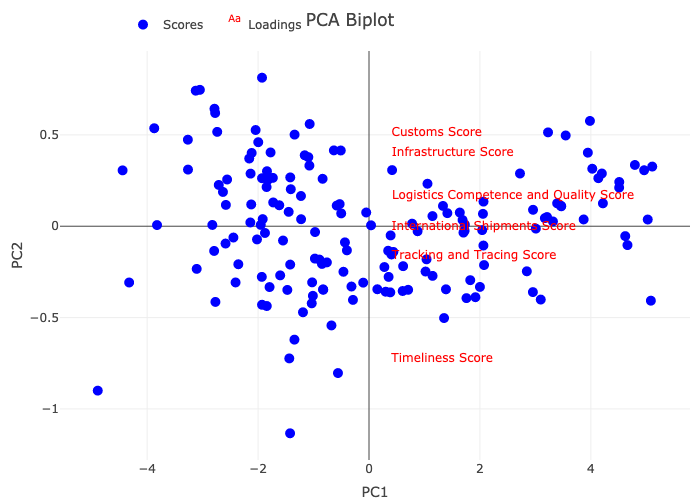 PCA Biplot
Scores
Aa Loadings
Customs Score
Infrastructure Score
Logistics Competence and Quality Score
International Shipments Score
Tracking and Tracing Score
Timeliness Score
0.5
0
−0.5
−1
PC2
−4 −2 0 2 4
PC1